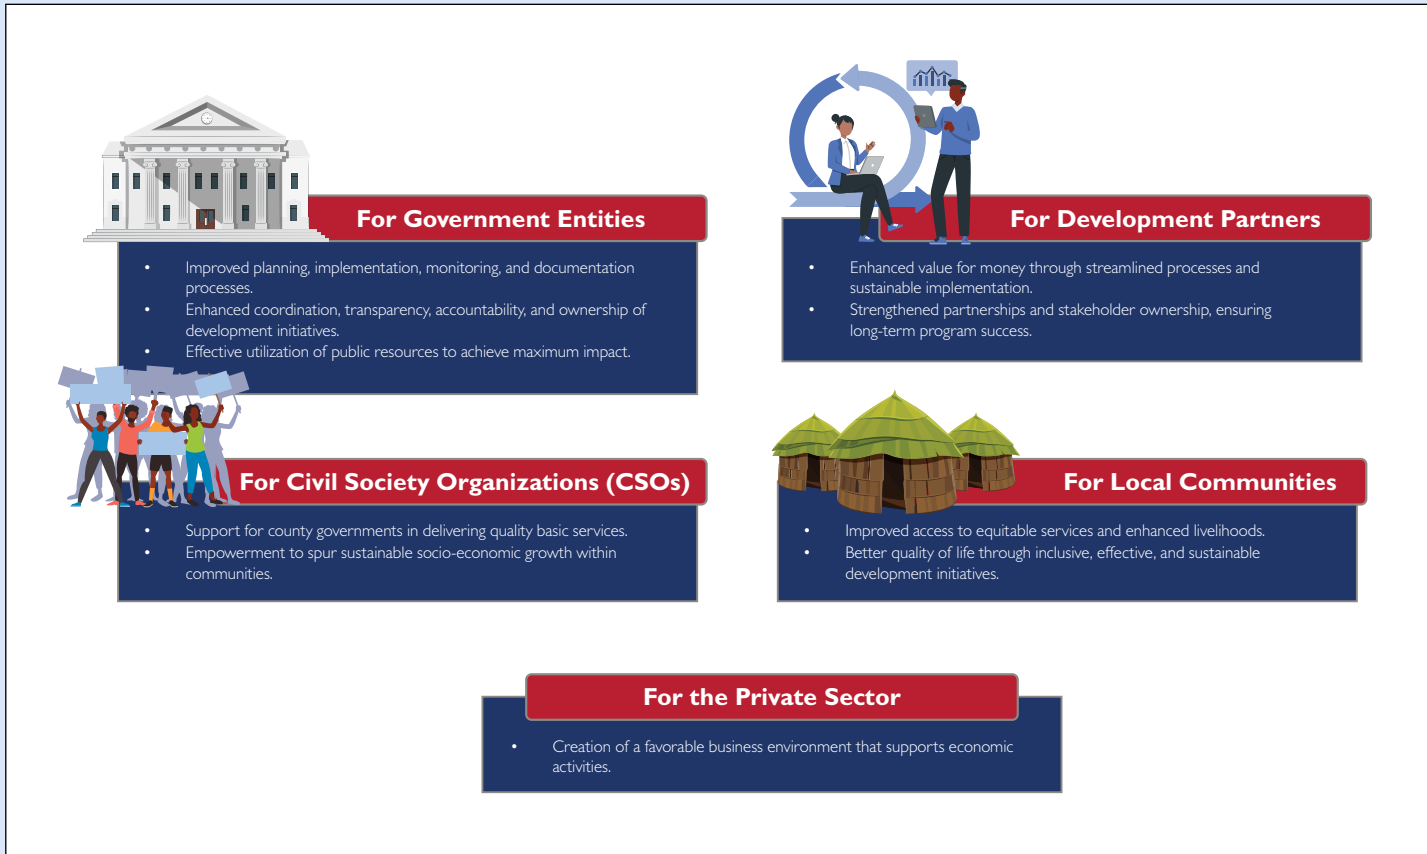 For Government Entities
• Improved planning, implementation, monitoring, and documentation
processes.
• Enhanced coordination, transparency, accountability, and ownership of
development initiatives.
• Effective utilization of public resources to achieve maximum impact.
For Development Partners
• Enhanced value for money through streamlined processes and
sustainable implementation.
• Strengthened partnerships and stakeholder ownership, ensuring
long-term program success.
For Civil Society Organizations (CSOs)
• Support for county governments in delivering quality basic services.
• Empowerment to spur sustainable socio-economic growth within
communities.
For Local Communities
• Improved access to equitable services and enhanced livelihoods.
• Better quality of life through inclusive, effective, and sustainable
development initiatives.
For the Private Sector
• Creation of a favorable business environment that supports economic
activities.